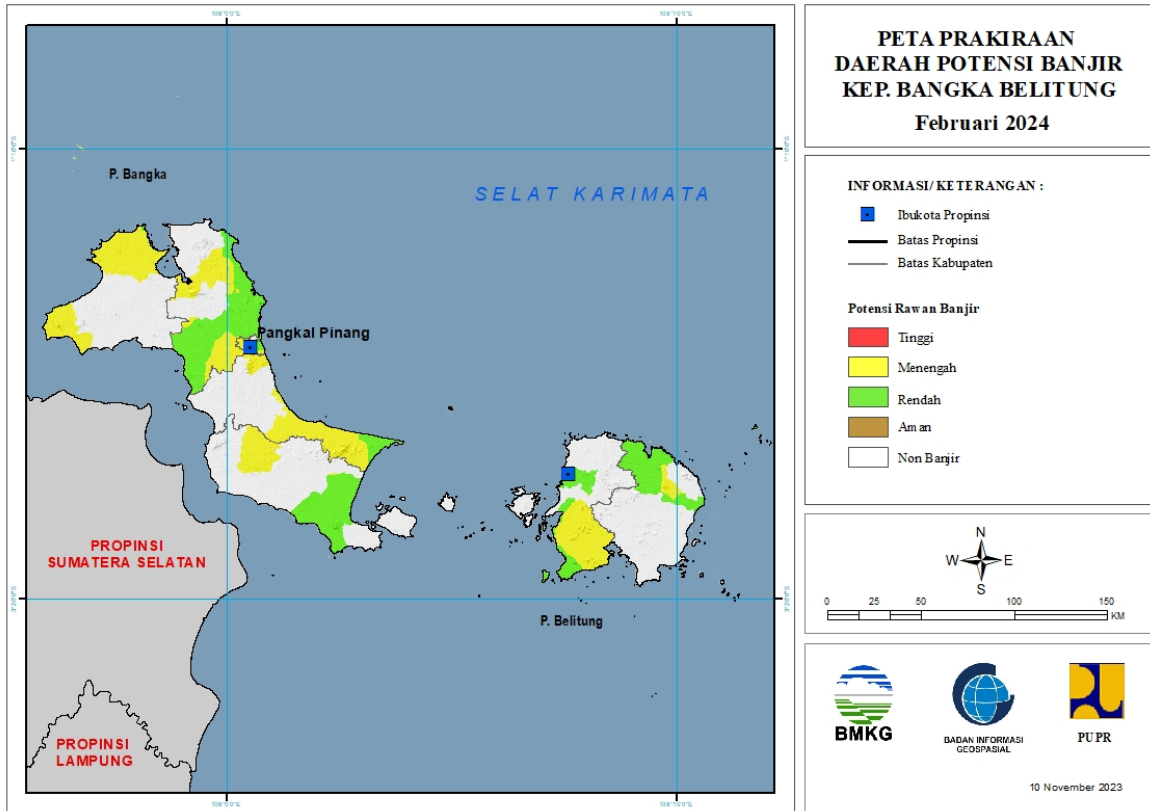 PETA PRAKIRAAN
DAERAH POTENSI BANJIR
KEP. BANGKA BELITUNG
Februari 2024
P. Bangka
SELAT KARIMATA
Pangkal Pinang
P. Belitung
PROPINSI
SUMATERA SELATAN
PROPINSI
LAMPUNG
INFORMASI/ KETERANGAN :
Ibukota Propinsi
Batas Propinsi
Batas Kabupaten
Potensi Rawan Banjir
Tinggi
Menengah
Rendah
Aman
Non Banjir
N
W E
S
0 25 50 100 150
KM
BMKG
BADAN INFORMASI
GEOSPASIAL
PUPR
10 November 2023